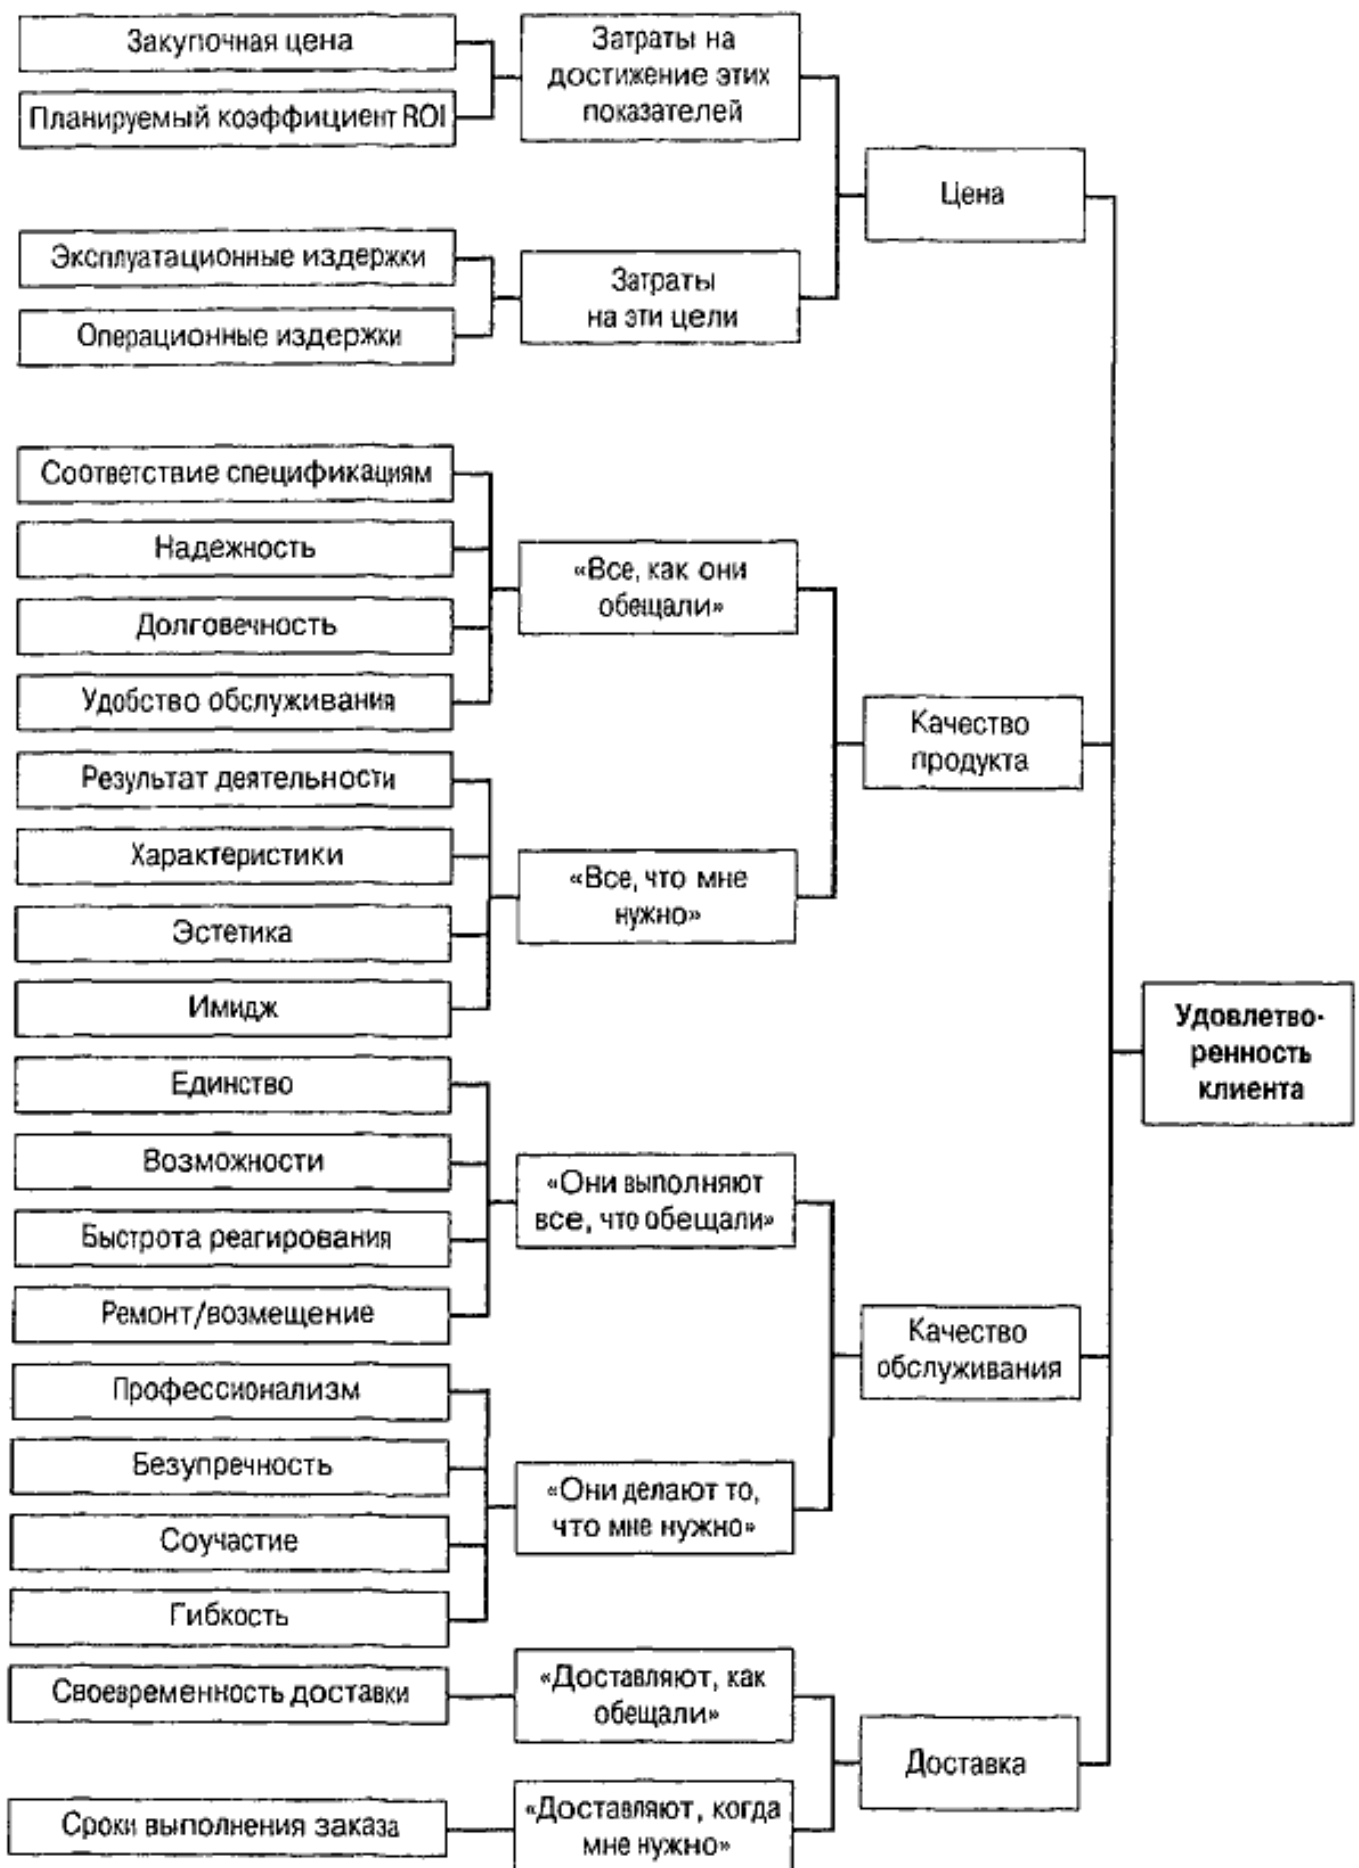 Закупочная цена
Планируемый коэффициент ROI
Затраты на
достижение этих
показателей
Цена
Эксплуатационные издержки
Операционные издержки
Затраты
на эти цели
Соответствие спецификациям
Надежность
Долговечность
Удобство обслуживания
«Все, как они
обещали»
Качество
продукта
Результат деятельности
Характеристики
Эстетика
Имидж
«Все, что мне
нужно»
Удовлетво-
ренность
клиента
Единство
Возможности
Быстрота реагирования
Ремонт/возмещение
«Они выполняют
все, что обещали»
Качество
обслуживания
Профессионализм
Безупречность
Соучастие
Гибкость
«Они делают то,
что мне нужно»
Своевременность доставки
«Доставляют, как
обещали»
Доставка
Сроки выполнения заказа
«Доставляют, когда
мне нужно»